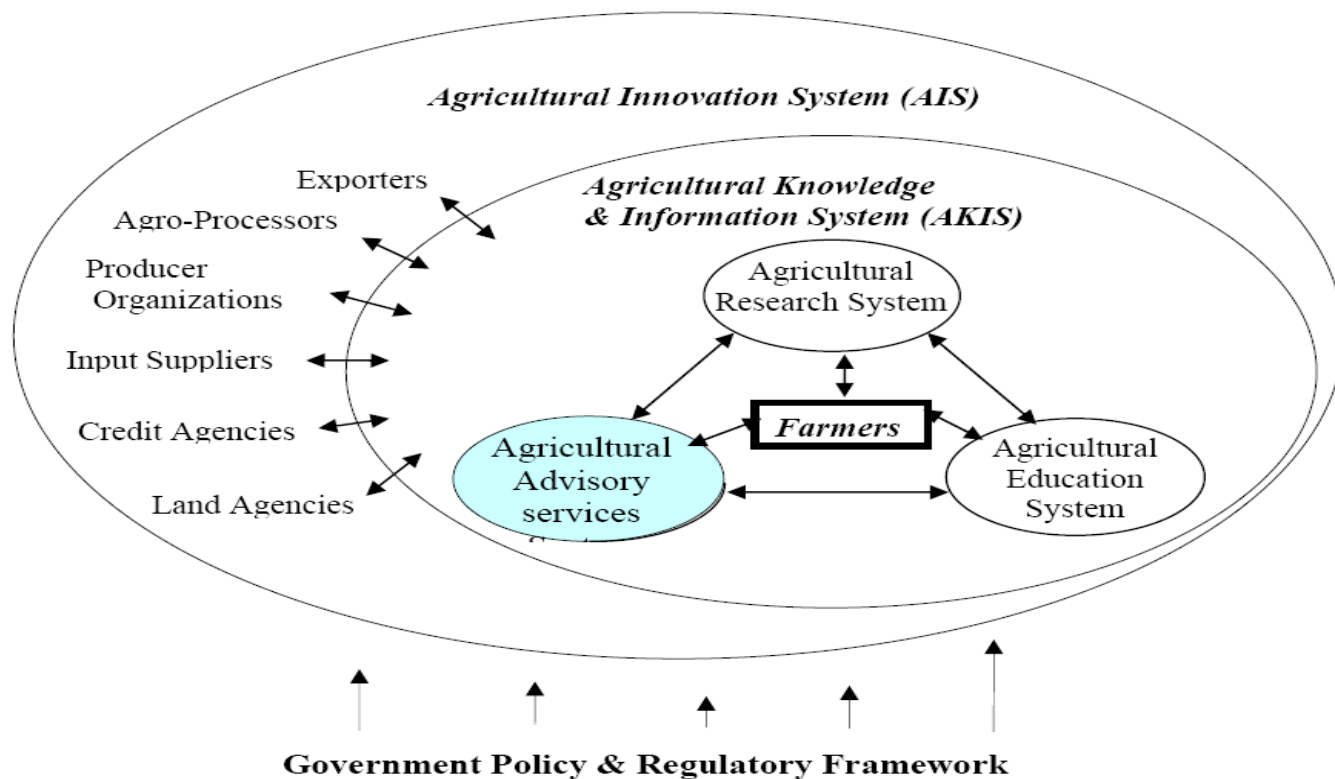 Agricultural Innovation System (AIS)
Exporters
Agro-Processors
Producer
Organizations
Input Suppliers
Credit Agencies
Land Agencies
Agricultural Knowledge
& Information System (AKIS)
Agricultural
Research System
Farmers
Agricultural
Advisory
services
Agricultural
Education
System
Government Policy & Regulatory Framework